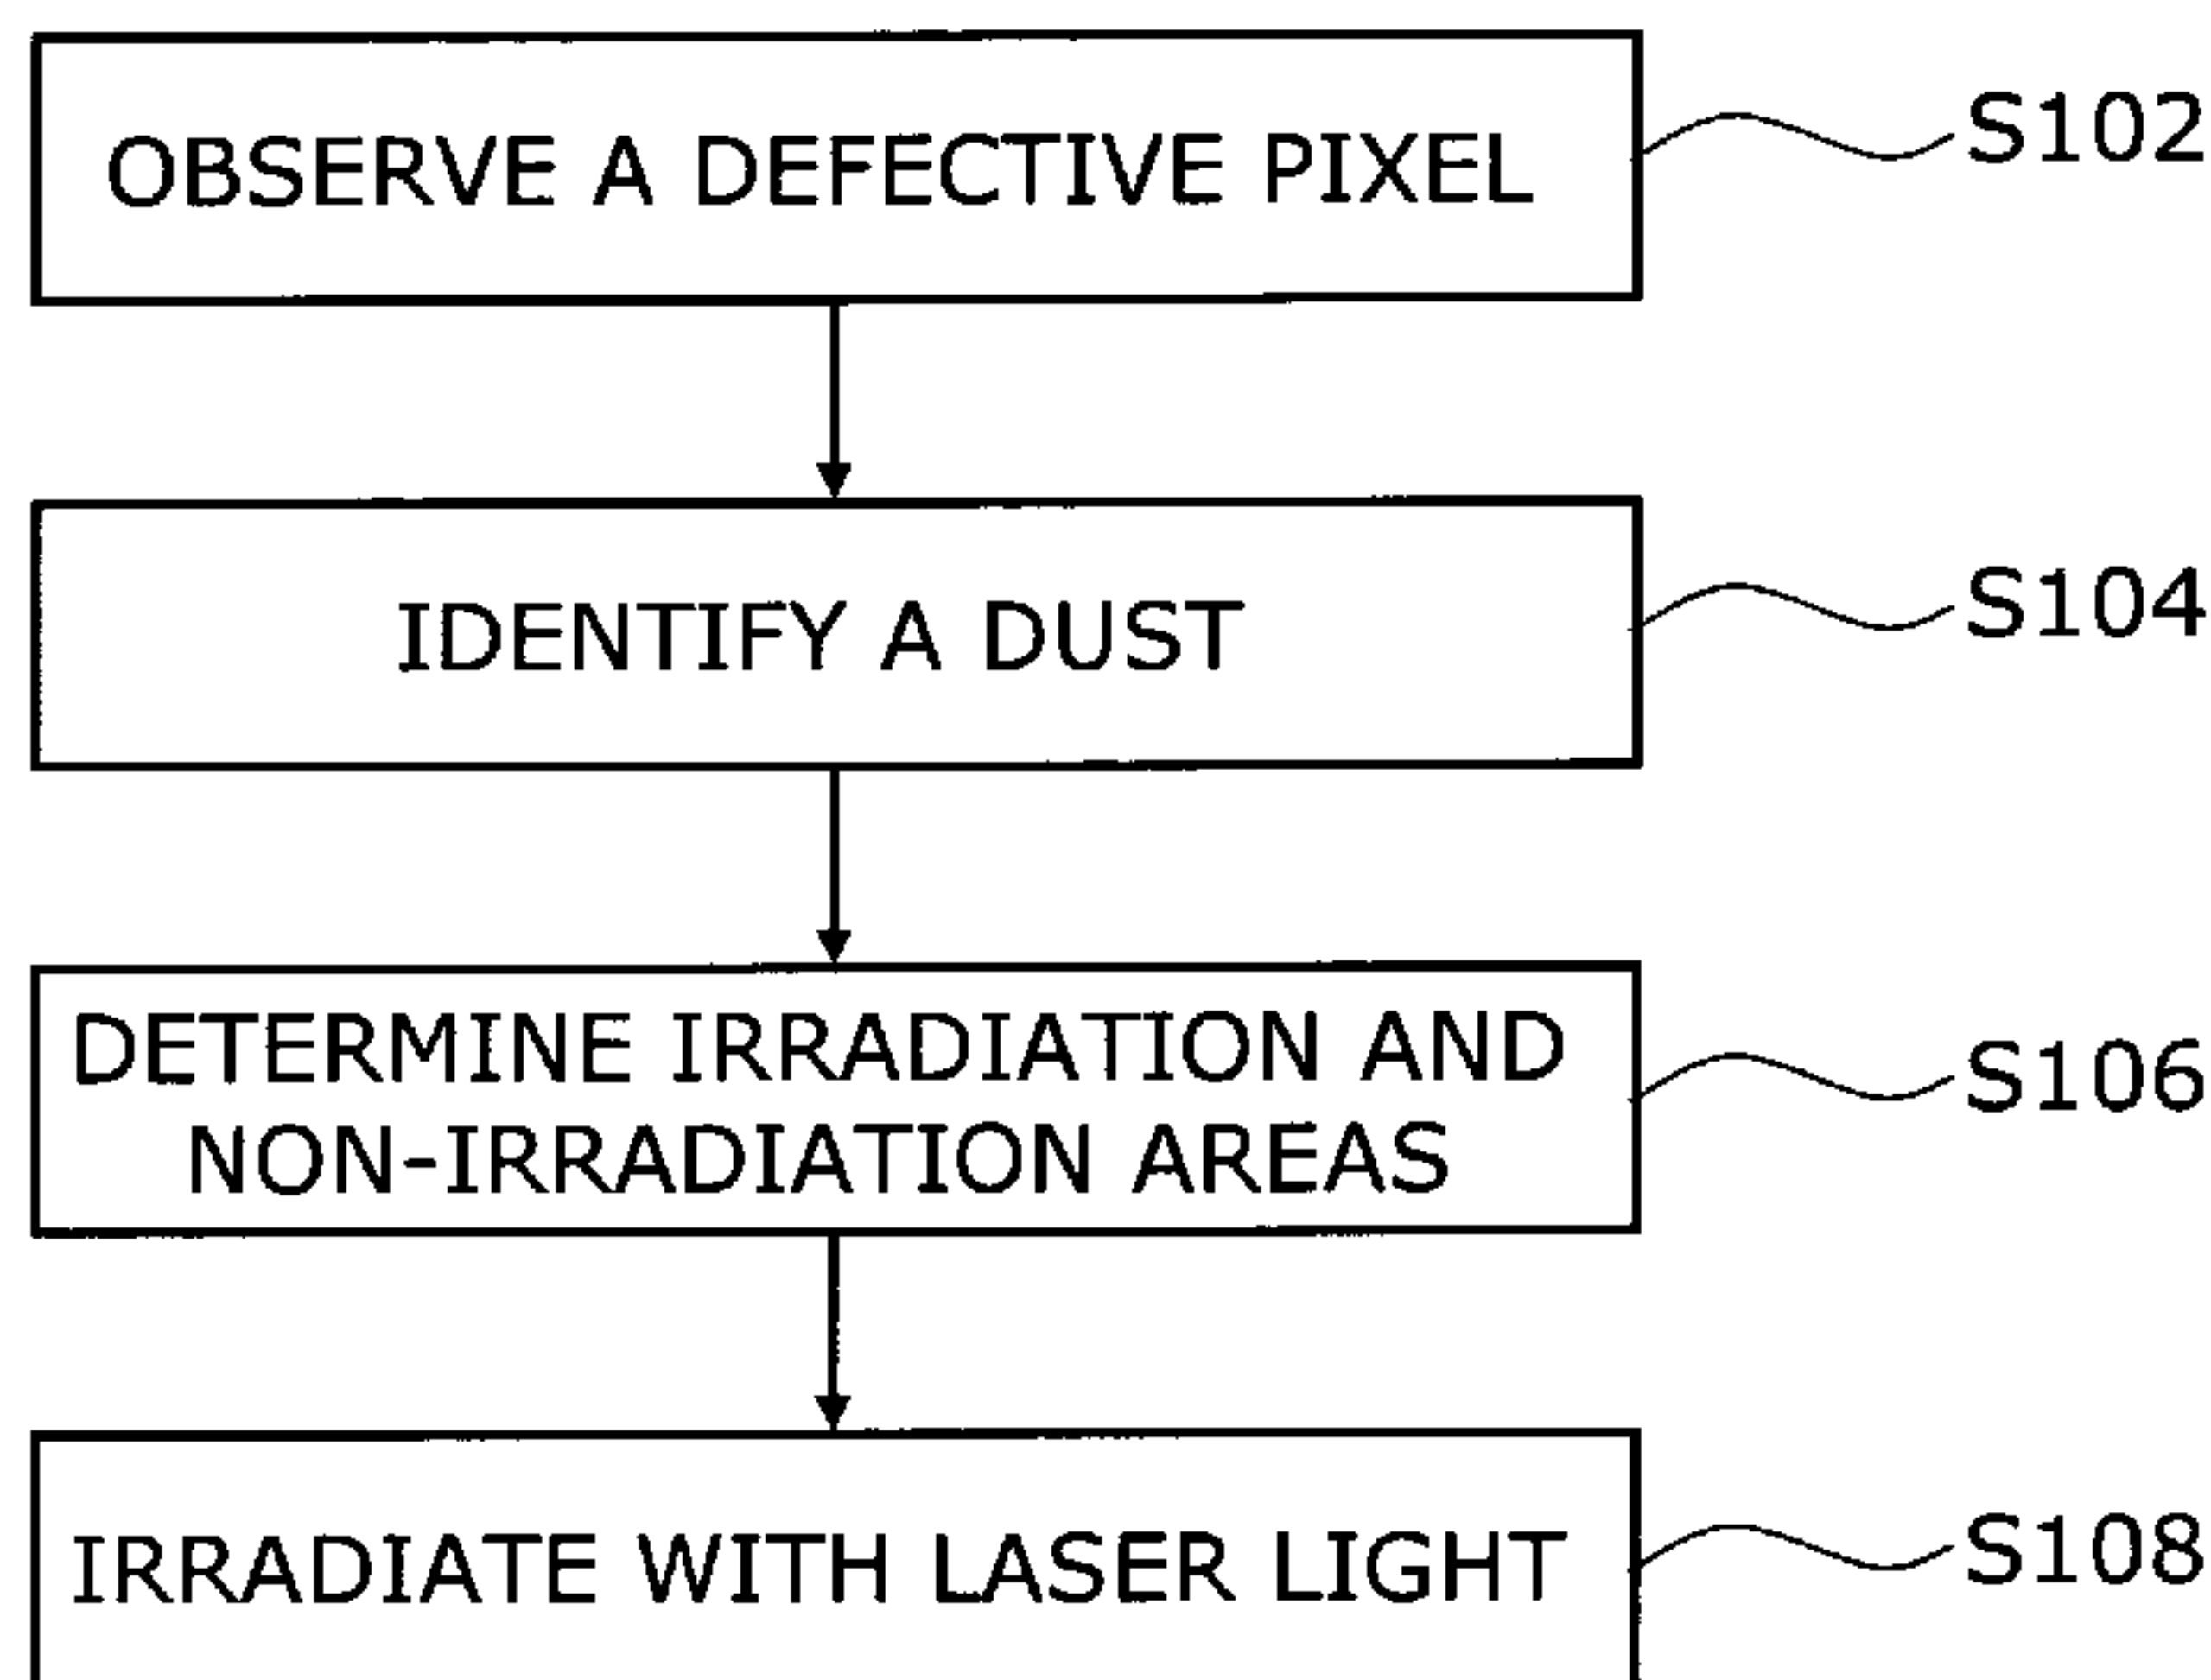 OBSERVE A DEFECTIVE PIXEL
S102
IDENTIFY A DUST
S104
DETERMINE IRRADIATION AND
NON-IRRADIATION AREAS
S106
IRRADIATE WITH LASER LIGHT
S108